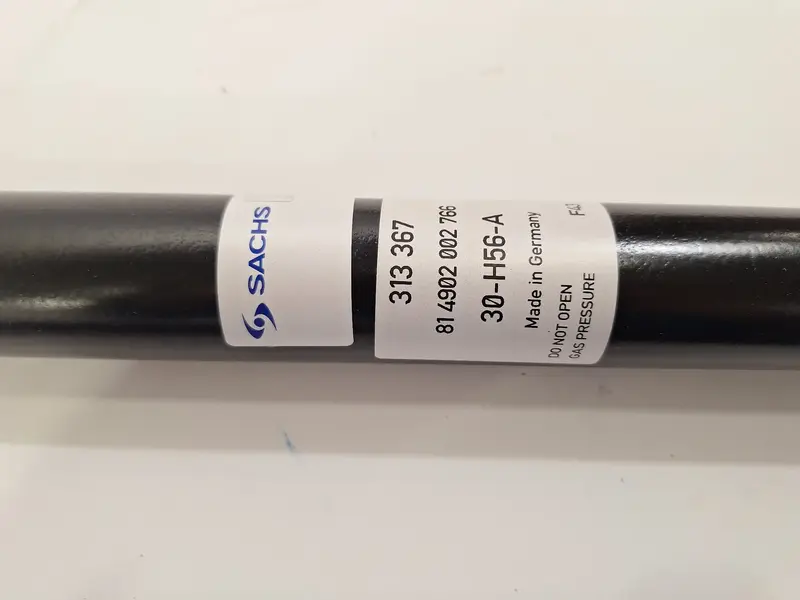 SACHS
313 367
81 4902 002 766
30-H56-A
Made in Germany
DO NOT OPEN
GAS PRESSURE